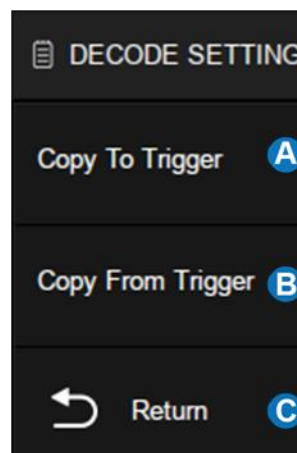 DECODE SETTING
Copy To Trigger A
Copy From Trigger B
Return C